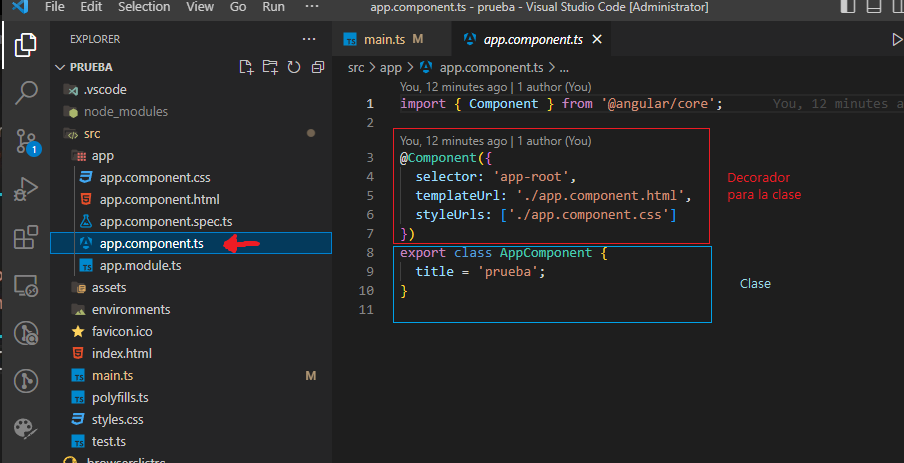 File Edit Selection View Go Run ··· app.component.ts - prueba - Visual Studio Code [Administrator]
EXPLORER ···
main.ts M app.component.ts
PRUEBA
src > app > app.component.ts > ...
.vscode
node_modules
src
app
app.component.css
app.component.html
app.component.spec.ts
app.component.ts
app.module.ts
assets
environments
favicon.ico
index.html
main.ts M
polyfills.ts
styles.css
test.ts
.browserslistrc
1
You, 12 minutes ago | 1 author (You)
1 import { Component } from '@angular/core'; You, 12 minutes a
2
You, 12 minutes ago | 1 author (You)
3 @Component({
4 selector: 'app-root',
5 templateUrl: './app.component.html',
6 styleUrls: ['./app.component.css']
7 })
8 export class AppComponent {
9 title = 'prueba';
10 }
11
Decorador
para la clase
Clase